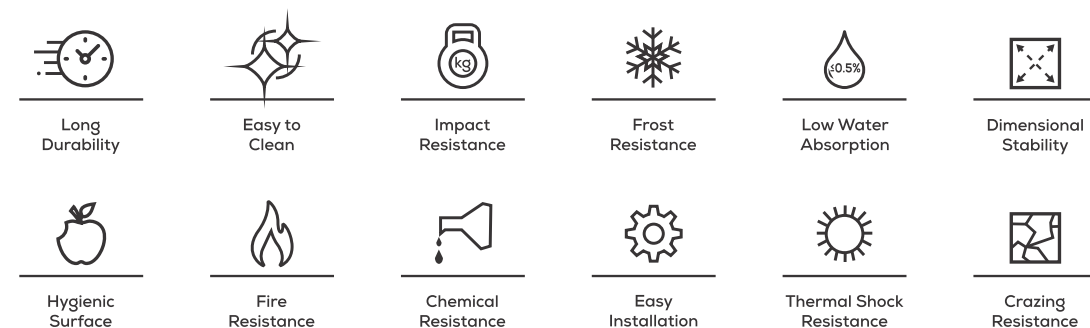 kg
≤0.5%
Long
Durability
Easy to
Clean
Impact
Resistance
Frost
Resistance
Low Water
Absorption
Dimensional
Stability
Hygienic
Surface
Fire
Resistance
Chemical
Resistance
Easy
Installation
Thermal Shock
Resistance
Crazing
Resistance